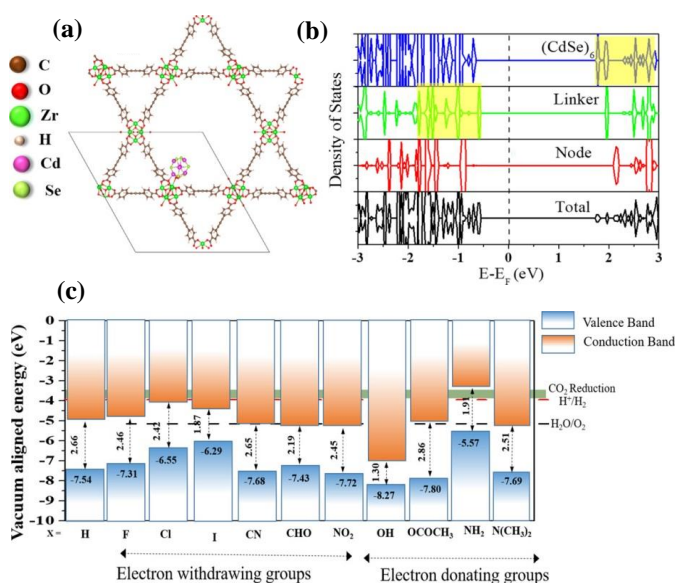 (a)
C
O
Zr
H
Cd
Se
(b)
(CdSe)6
Linker
Node
Total
Density of States
-3 -2 -1 0 1 2 3
E-EF (eV)
(c)
Valence Band
Conduction Band
CO2 Reduction
H+/H2
H2O/O2
Vacuum aligned energy (eV)
0
-1
-2
-3
-4
-5
-6
-7
-8
-9
-10
2.66 2.46 2.42 1.87 2.65 2.19 2.45 1.30 2.86 1.91 2.51
-7.54 -7.31 -6.55 -6.29 -7.68 -7.43 -7.72 -8.27 -7.80 -5.57 -7.69
X = H F Cl I CN CHO NO2 OH OCOCH3 NH2 N(CH3)2
Electron withdrawing groups Electron donating groups